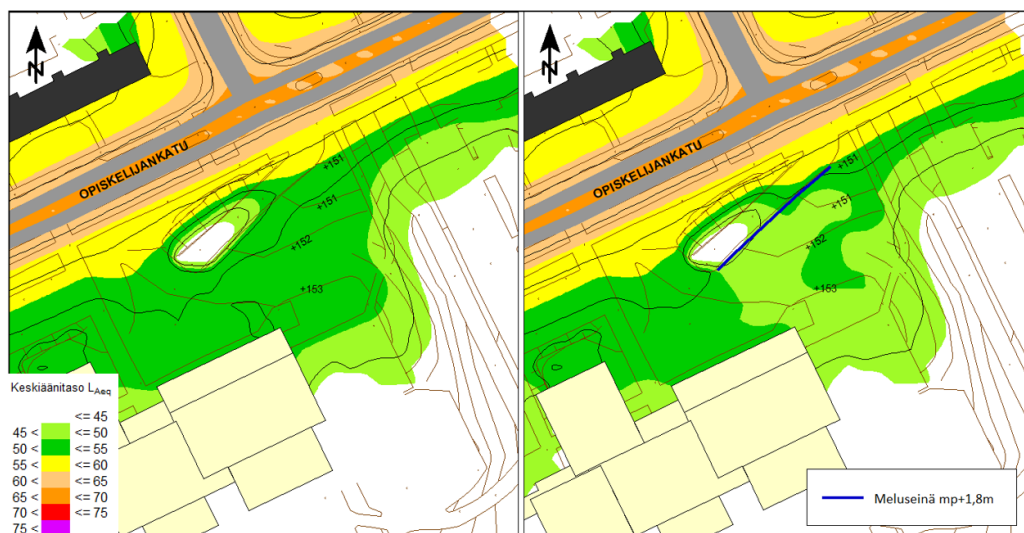 N
OPISKELIJANKATU
+151
+151
+152
+153
Keskiäänitaso LAeq
<= 45
45 < <= 50
50 < <= 55
55 < <= 60
60 < <= 65
65 < <= 70
70 < <= 75
75 <
N
OPISKELIJANKATU
+151
+151
+152
+153
Meluseinä mp+1,8m